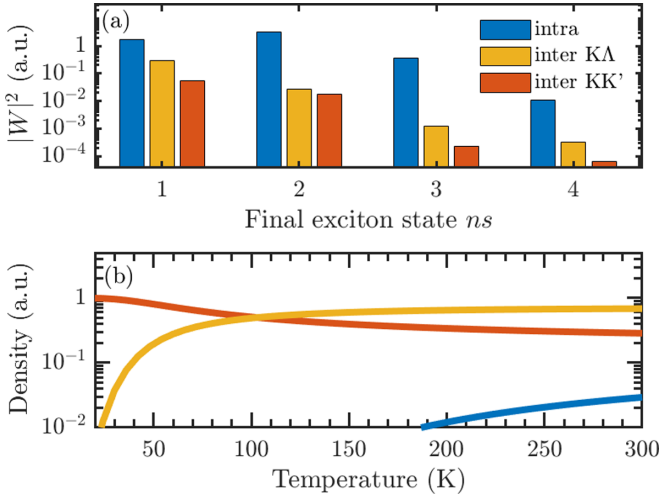 (a)
intra
inter KΛ
inter KK'
|W|² (a.u.)
1
10⁻¹
10⁻²
10⁻³
10⁻⁴
1 2 3 4
Final exciton state ns
(b)
Density (a.u.)
1
10⁻¹
10⁻²
50 100 150 200 250 300
Temperature (K)